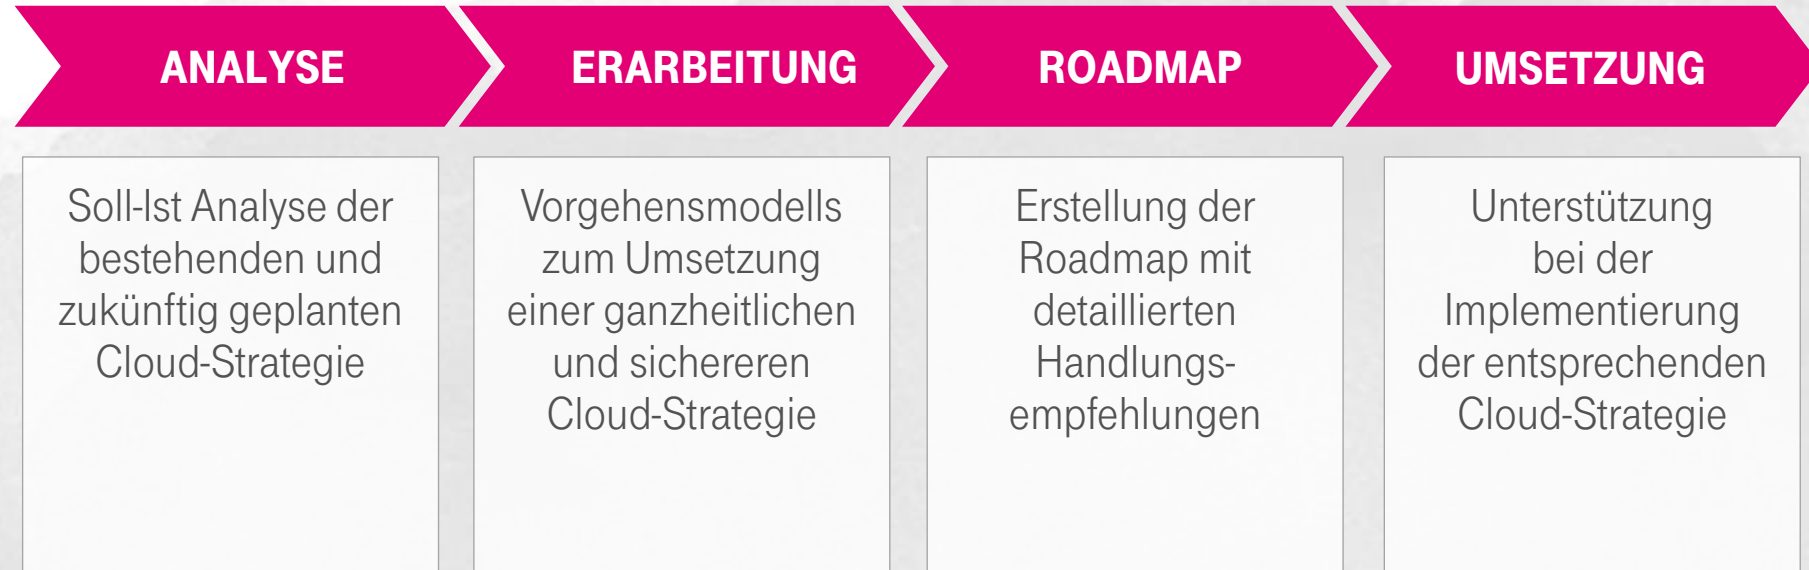 ANALYSE
ERARBEITUNG
ROADMAP
UMSETZUNG
Soll-Ist Analyse der
bestehenden und
zukünftig geplanten
Cloud-Strategie
Vorgehensmodells
zum Umsetzung
einer ganzheitlichen
und sichereren
Cloud-Strategie
Erstellung der
Roadmap mit
detaillierten
Handlungs-
empfehlungen
Unterstützung
bei der
Implementierung
der entsprechenden
Cloud-Strategie